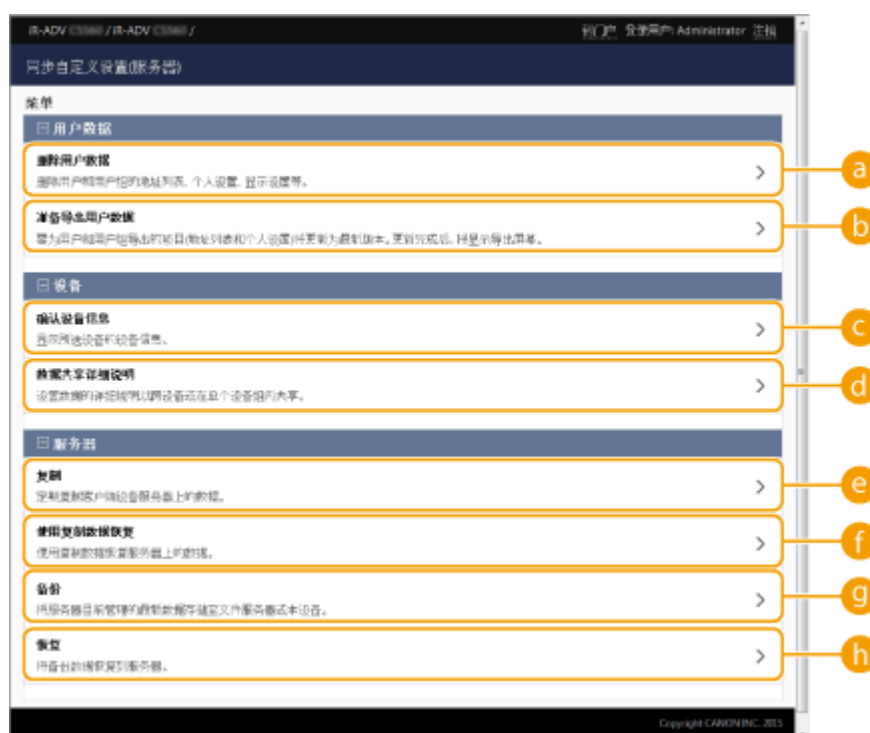 iR-ADV / iR-ADV /
到门户 登录用户: Administrator 注销
同步自定义设置(服务器)
菜单
用户数据
删除用户数据
删除用户和用户组的地址列表, 个人设置, 显示设置等。
准备导出用户数据
要为用户和用户组导出的项目(地址列表和个人设置)将更新为最新版本。更新完成后, 将显示导出屏幕。
设备
确认设备信息
显示所选设备的设备信息。
数据共享详细说明
设置数据的详细说明以跨设备或在单个设备组内共享。
服务器
复制
定期复制客户端设备服务器上的数据。
使用复制数据恢复
使用复制数据恢复服务器上的数据。
备份
将服务器目前管理的最新数据存储至文件服务器或本设备。
恢复
将备份数据恢复到服务器。
Copyright CANON INC. 2015
a
b
c
d
e
f
g
h